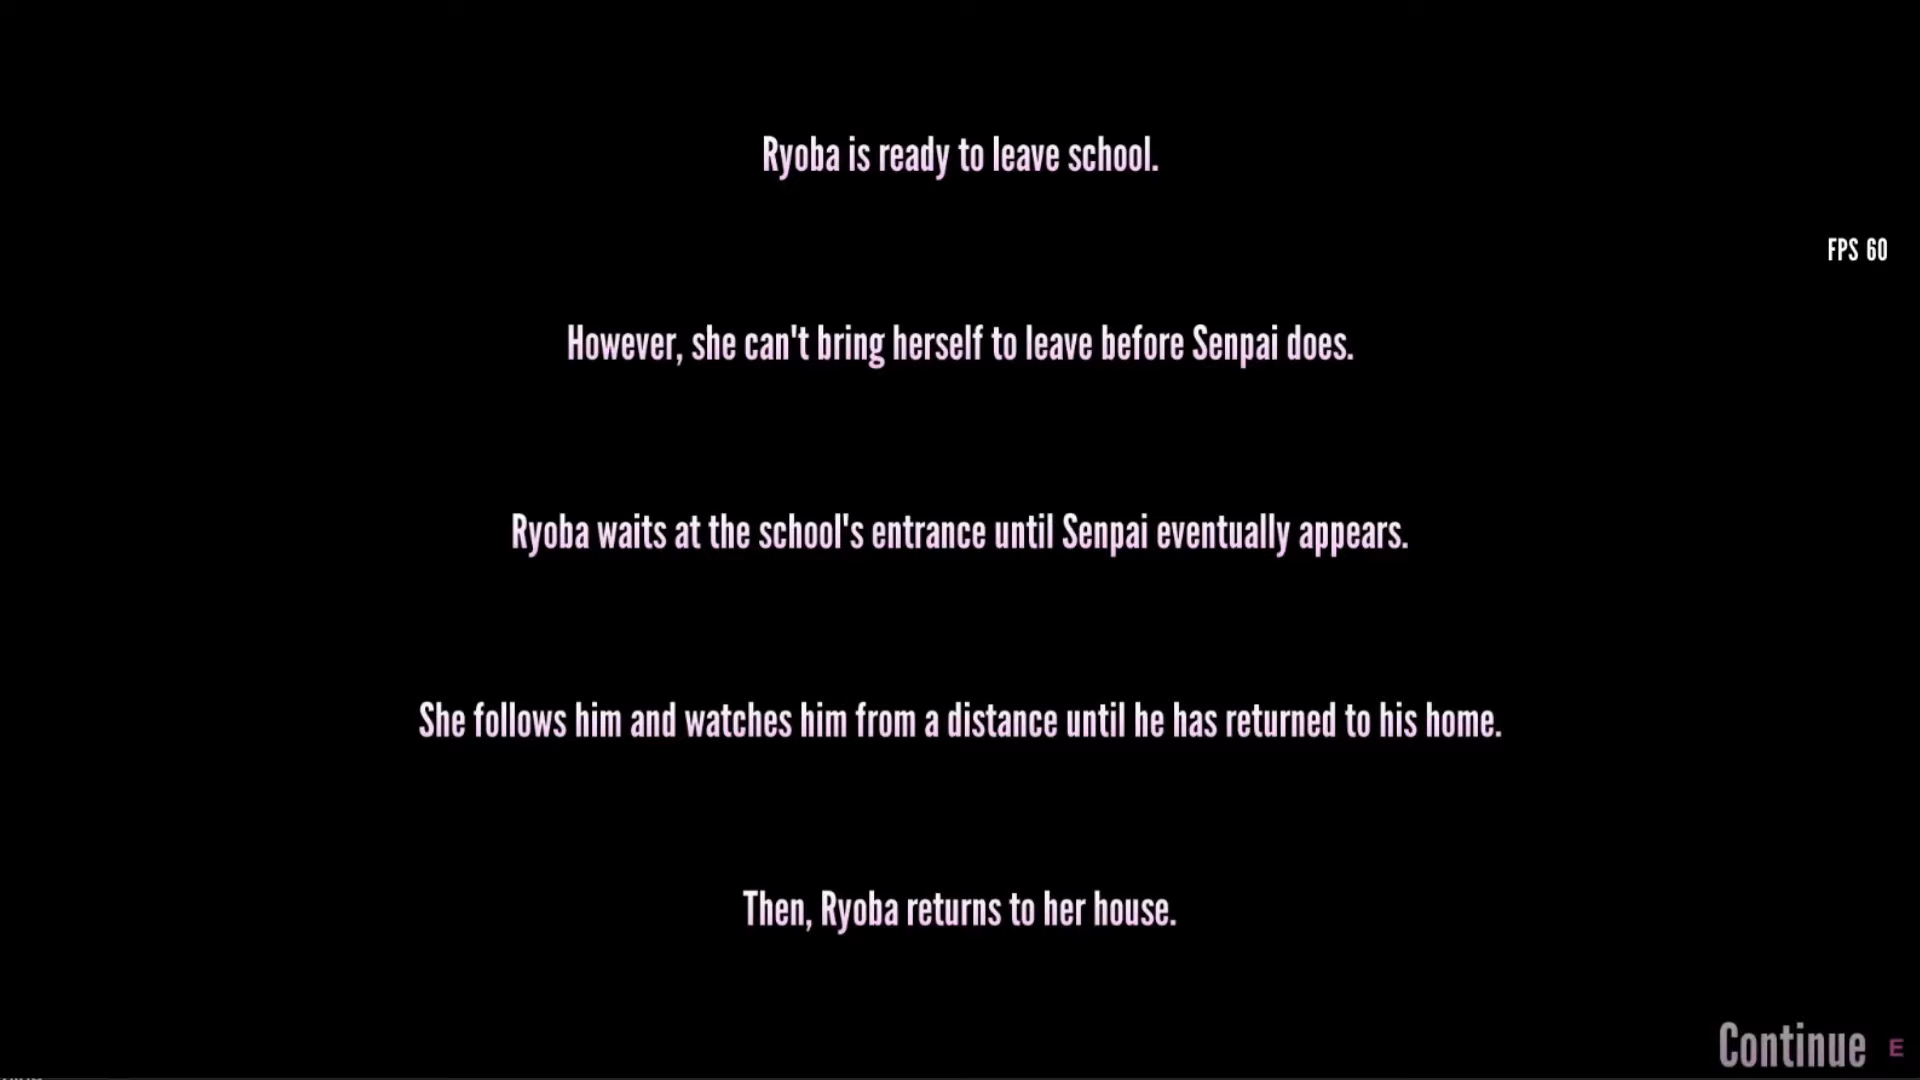 Ryoba is ready to leave school.
FPS 60
However, she can't bring herself to leave before Senpai does.
Ryoba waits at the school's entrance until Senpai eventually appears.
She follows him and watches him from a distance until he has returned to his home.
Then, Ryoba returns to her house.
Continue E